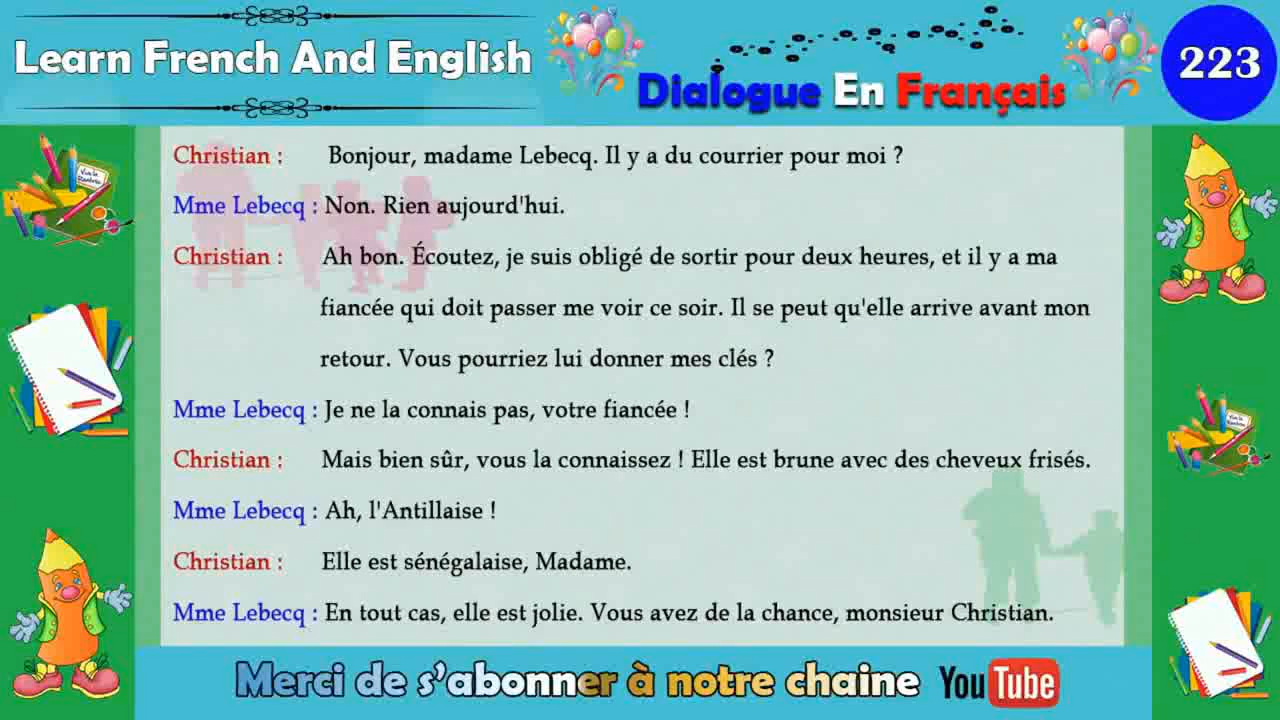 Learn French And English
Dialogue En Français
223
Christian : Bonjour, madame Lebecq. Il y a du courrier pour moi ?
Mme Lebecq : Non. Rien aujourd'hui.
Christian : Ah bon. Écoutez, je suis obligé de sortir pour deux heures, et il y a ma
fiancée qui doit passer me voir ce soir. Il se peut qu'elle arrive avant mon
retour. Vous pourriez lui donner mes clés ?
Mme Lebecq : Je ne la connais pas, votre fiancée !
Christian : Mais bien sûr, vous la connaissez ! Elle est brune avec des cheveux frisés.
Mme Lebecq : Ah, l'Antillaise !
Christian : Elle est sénégalaise, Madame.
Mme Lebecq : En tout cas, elle est jolie. Vous avez de la chance, monsieur Christian.
Merci de s’abonner à notre chaine YouTube